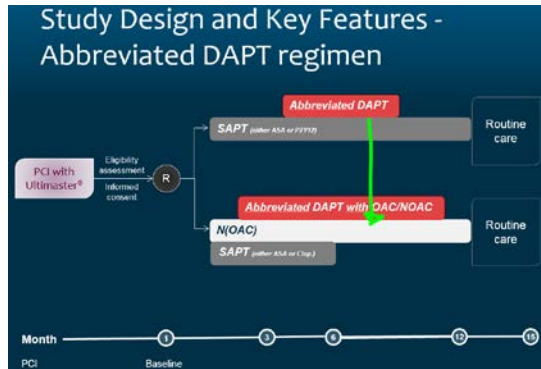 Study Design and Key Features -
Abbreviated DAPT regimen
Abbreviated DAPT
SAPT (either ASA or P2Y12)
Routine
care
PCI with
Ultimaster®
Eligibility
assessment
Informed
consent
R
Abbreviated DAPT with OAC/NOAC
N(OAC)
SAPT (either ASA or Clop.)
Routine
care
Month 1 3 6 12 15
PCI Baseline